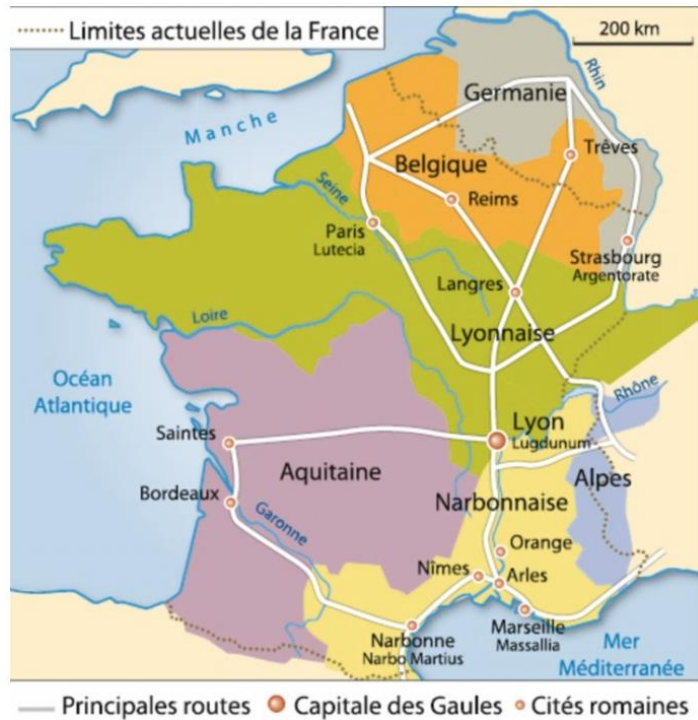 Limites actuelles de la France
200 km
Rhin
Germanie
Manche
Trêves
Belgique
Seine
Reims
Paris
Lutecia
Strasbourg
Argentorate
Langres
Loire
Lyonnaise
Océan
Atlantique
Rhône
Lyon
Lugdunum
Saintes
Aquitaine
Alpes
Bordeaux
Narbonnaise
Garonne
Orange
Nîmes
Arles
Marseille
Massallia
Narbonne
Narbo Martius
Mer
Méditerranée
Principales routes
Capitale des Gaules
Cités romaines